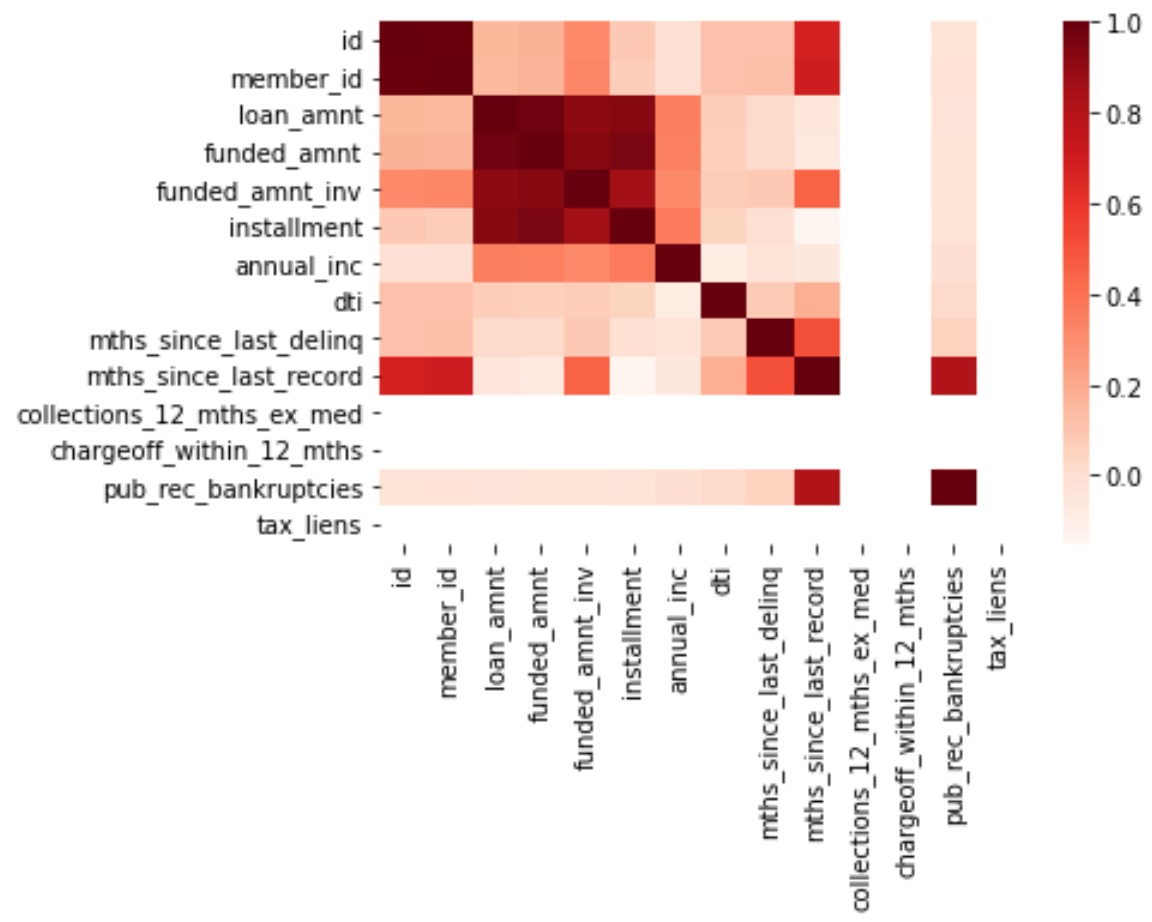 id
member_id
loan_amnt
funded_amnt
funded_amnt_inv
installment
annual_inc
dti
mths_since_last_delinq
mths_since_last_record
collections_12_mths_ex_med
chargeoff_within_12_mths
pub_rec_bankruptcies
tax_liens
id
member_id
loan_amnt
funded_amnt
funded_amnt_inv
installment
annual_inc
dti
mths_since_last_delinq
mths_since_last_record
collections_12_mths_ex_med
chargeoff_within_12_mths
pub_rec_bankruptcies
tax_liens
1.0
0.8
0.6
0.4
0.2
0.0